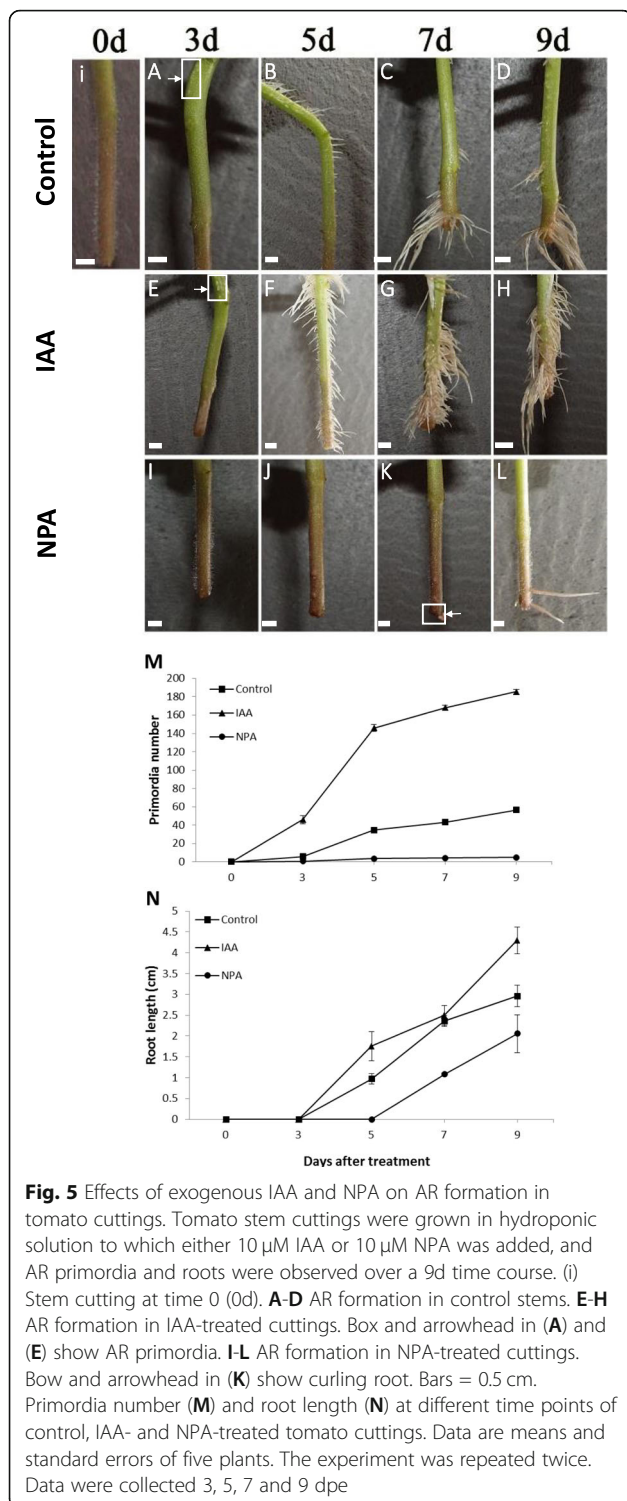 0d 3d 5d 7d 9d
Control
i A B C D
IAA
E F G H
NPA
I J K L
M
Primordia number
200
180
160
140
120
100
80
60
40
20
0
Control
IAA
NPA
0 3 5 7 9
N
Root length (cm)
5
4.5
4
3.5
3
2.5
2
1.5
1
0.5
0
Control
IAA
NPA
0 3 5 7 9
Days after treatment
Fig. 5 Effects of exogenous IAA and NPA on AR formation in
tomato cuttings. Tomato stem cuttings were grown in hydroponic
solution to which either 10 μM IAA or 10 μM NPA was added, and
AR primordia and roots were observed over a 9d time course. (i)
Stem cutting at time 0 (0d). A-D AR formation in control stems. E-H
AR formation in IAA-treated cuttings. Box and arrowhead in (A) and
(E) show AR primordia. I-L AR formation in NPA-treated cuttings.
Bow and arrowhead in (K) show curling root. Bars = 0.5 cm.
Primordia number (M) and root length (N) at different time points of
control, IAA- and NPA-treated tomato cuttings. Data are means and
standard errors of five plants. The experiment was repeated twice.
Data were collected 3, 5, 7 and 9 dpe